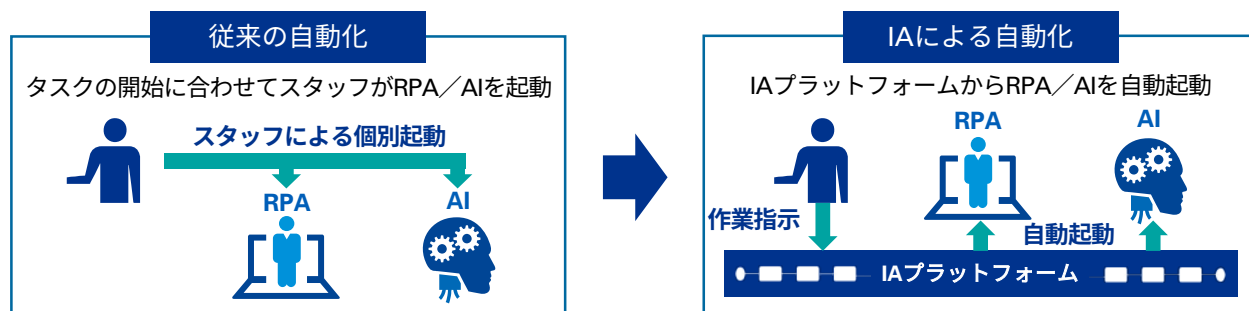 従来の自動化
タスクの開始に合わせてスタッフがRPA／AIを起動
スタッフによる個別起動
RPA
AI
IAによる自動化
IAプラットフォームからRPA／AIを自動起動
RPA
AI
作業指示
自動起動
IAプラットフォーム